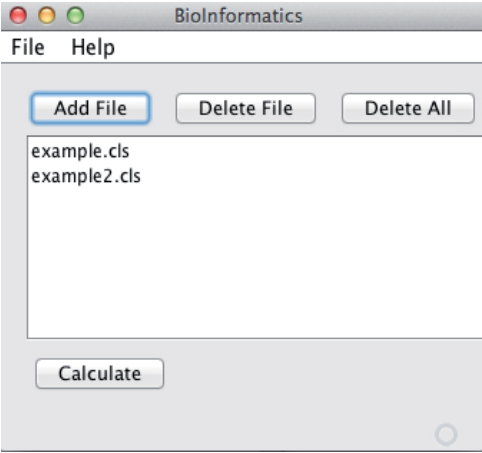 BioInformatics
File Help
Add File Delete File Delete All
example.cls
example2.cls
Calculate